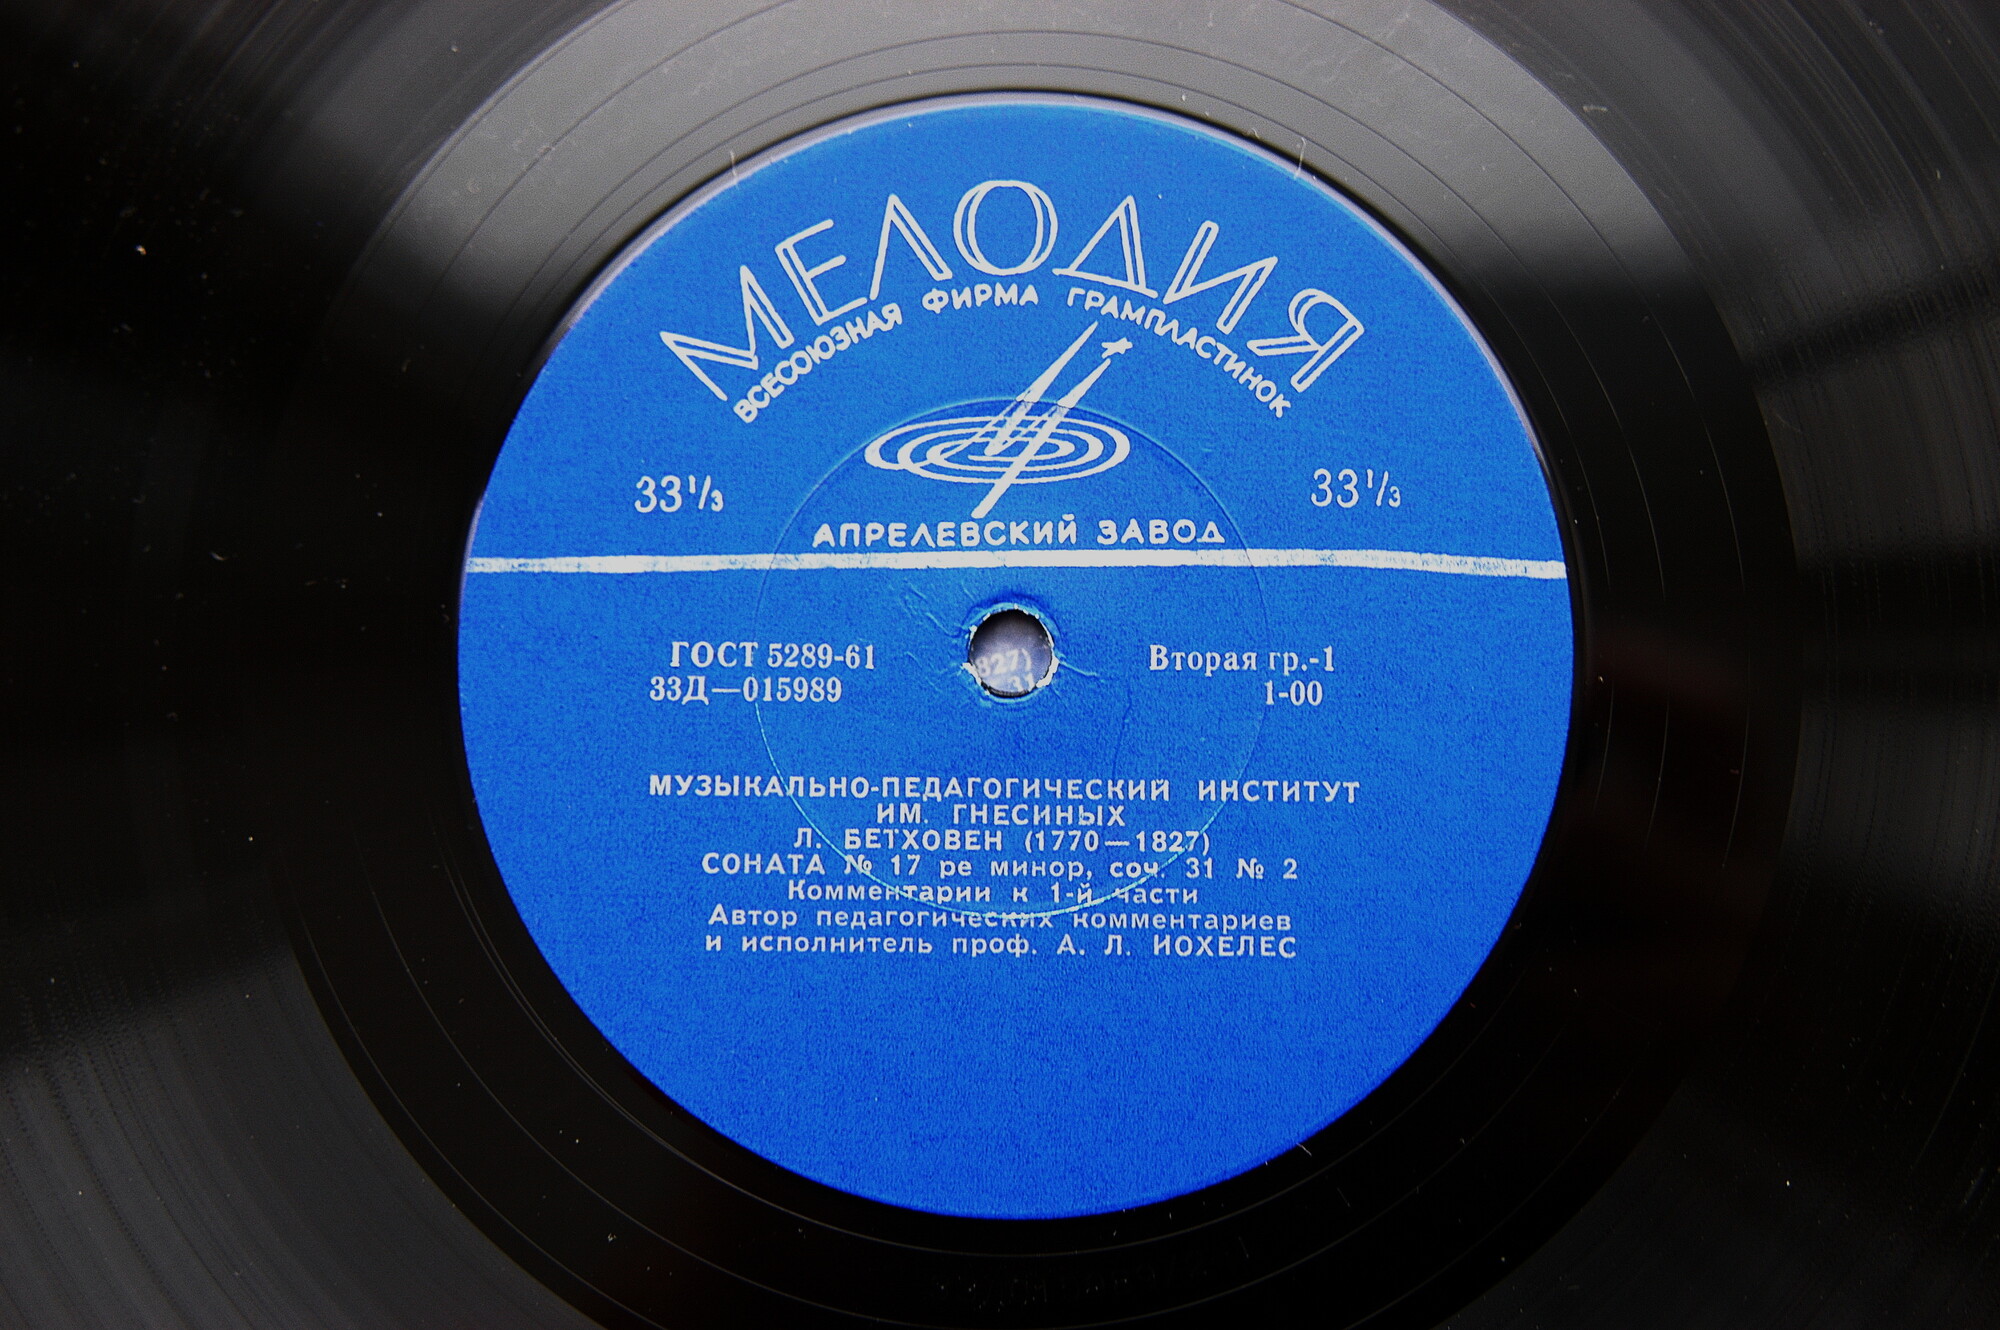 МЕЛОДИЯ
ВСЕСОЮЗНАЯ ФИРМА ГРАМПЛАСТИНОК
33⅓ 33⅓
АПРЕЛЕВСКИЙ ЗАВОД
ГОСТ 5289-61 Вторая гр.-1
33Д—015989 1-00
827)
31
МУЗЫКАЛЬНО-ПЕДАГОГИЧЕСКИЙ ИНСТИТУТ
ИМ. ГНЕСИНЫХ
Л. БЕТХОВЕН (1770—1827)
СОНАТА № 17 ре минор, соч. 31 № 2
Комментарии к 1-й части
Автор педагогических комментариев
и исполнитель проф. А. Л. ИОХЕЛЕС